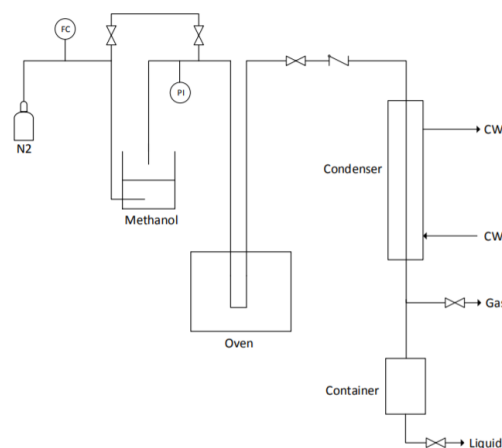 FC
N2
PI
Methanol
Oven
Condenser
CW
CW
Gas
Container
Liquid